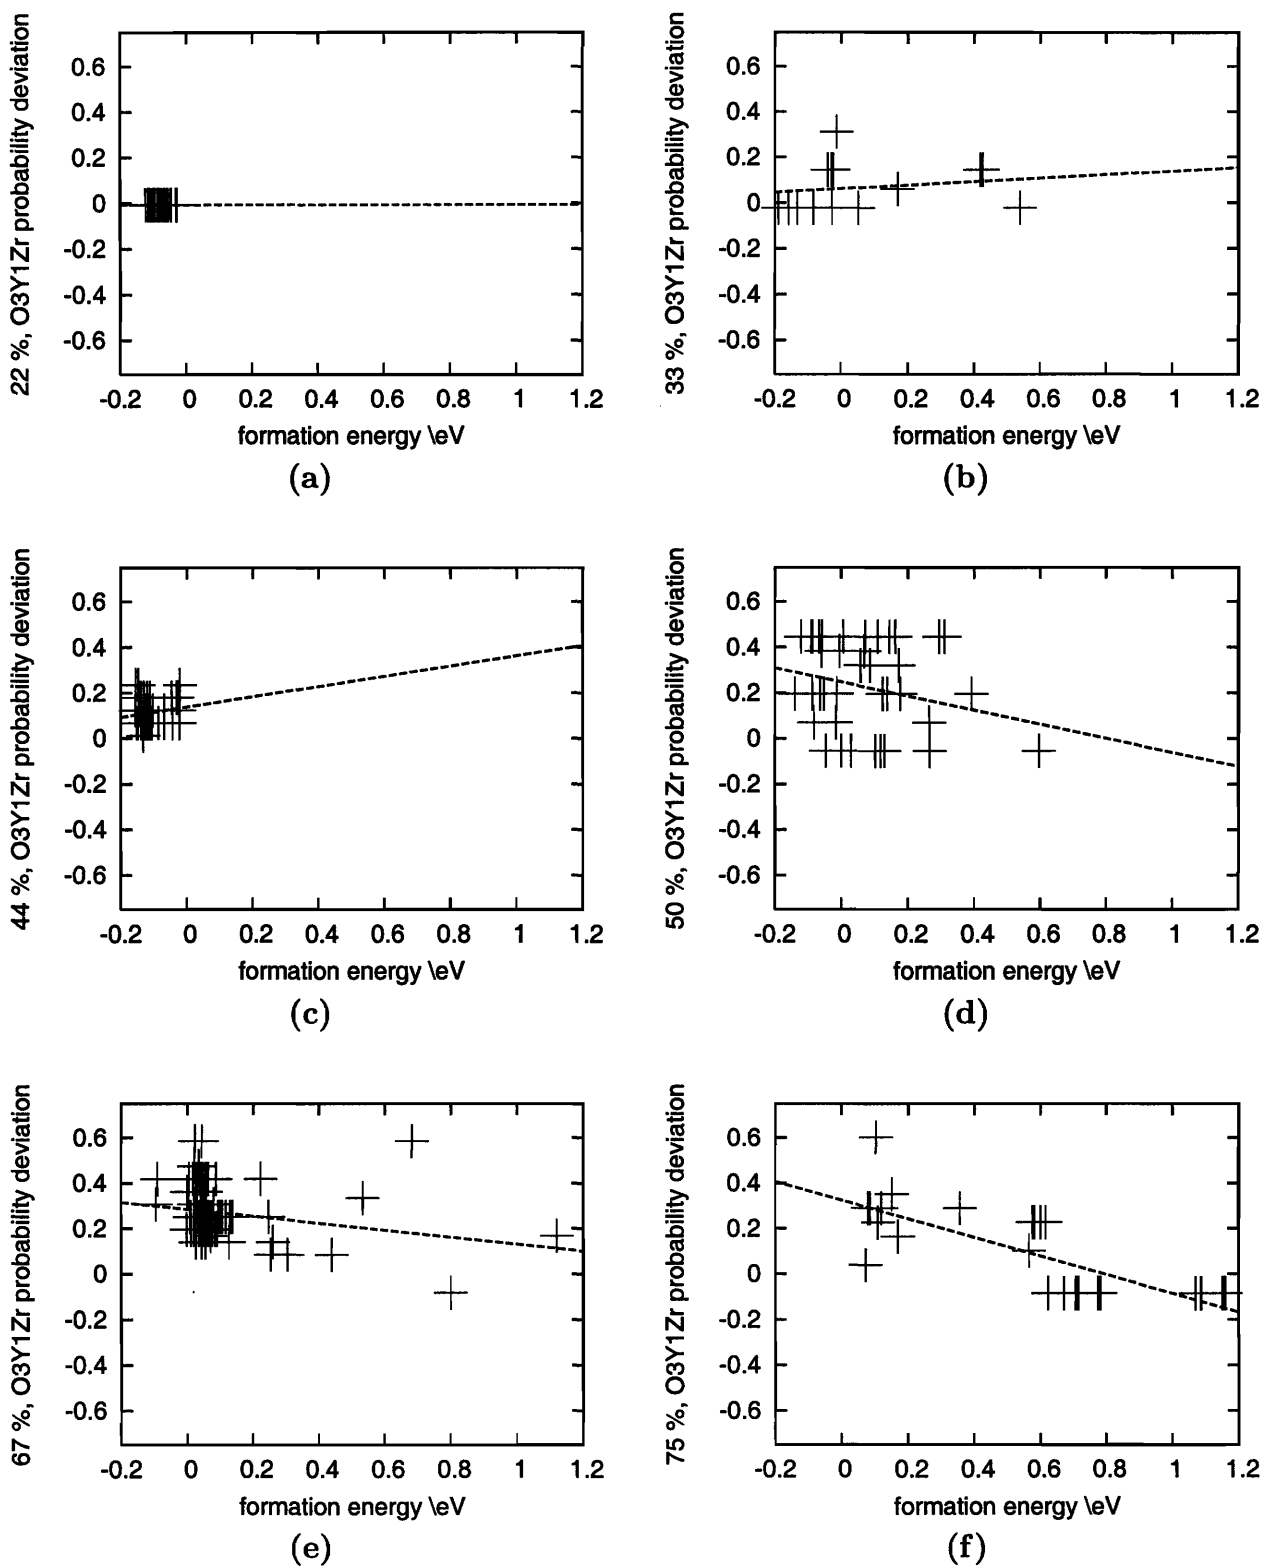 22 %, O3Y1Zr probability deviation
0.6
0.4
0.2
0
-0.2
-0.4
-0.6
-0.2 0 0.2 0.4 0.6 0.8 1 1.2
formation energy \eV
(a)
33 %, O3Y1Zr probability deviation
0.6
0.4
0.2
0
-0.2
-0.4
-0.6
-0.2 0 0.2 0.4 0.6 0.8 1 1.2
formation energy \eV
(b)
44 %, O3Y1Zr probability deviation
0.6
0.4
0.2
0
-0.2
-0.4
-0.6
-0.2 0 0.2 0.4 0.6 0.8 1 1.2
formation energy \eV
(c)
50 %, O3Y1Zr probability deviation
0.6
0.4
0.2
0
-0.2
-0.4
-0.6
-0.2 0 0.2 0.4 0.6 0.8 1 1.2
formation energy \eV
(d)
67 %, O3Y1Zr probability deviation
0.6
0.4
0.2
0
-0.2
-0.4
-0.6
-0.2 0 0.2 0.4 0.6 0.8 1 1.2
formation energy \eV
(e)
75 %, O3Y1Zr probability deviation
0.6
0.4
0.2
0
-0.2
-0.4
-0.6
-0.2 0 0.2 0.4 0.6 0.8 1 1.2
formation energy \eV
(f)